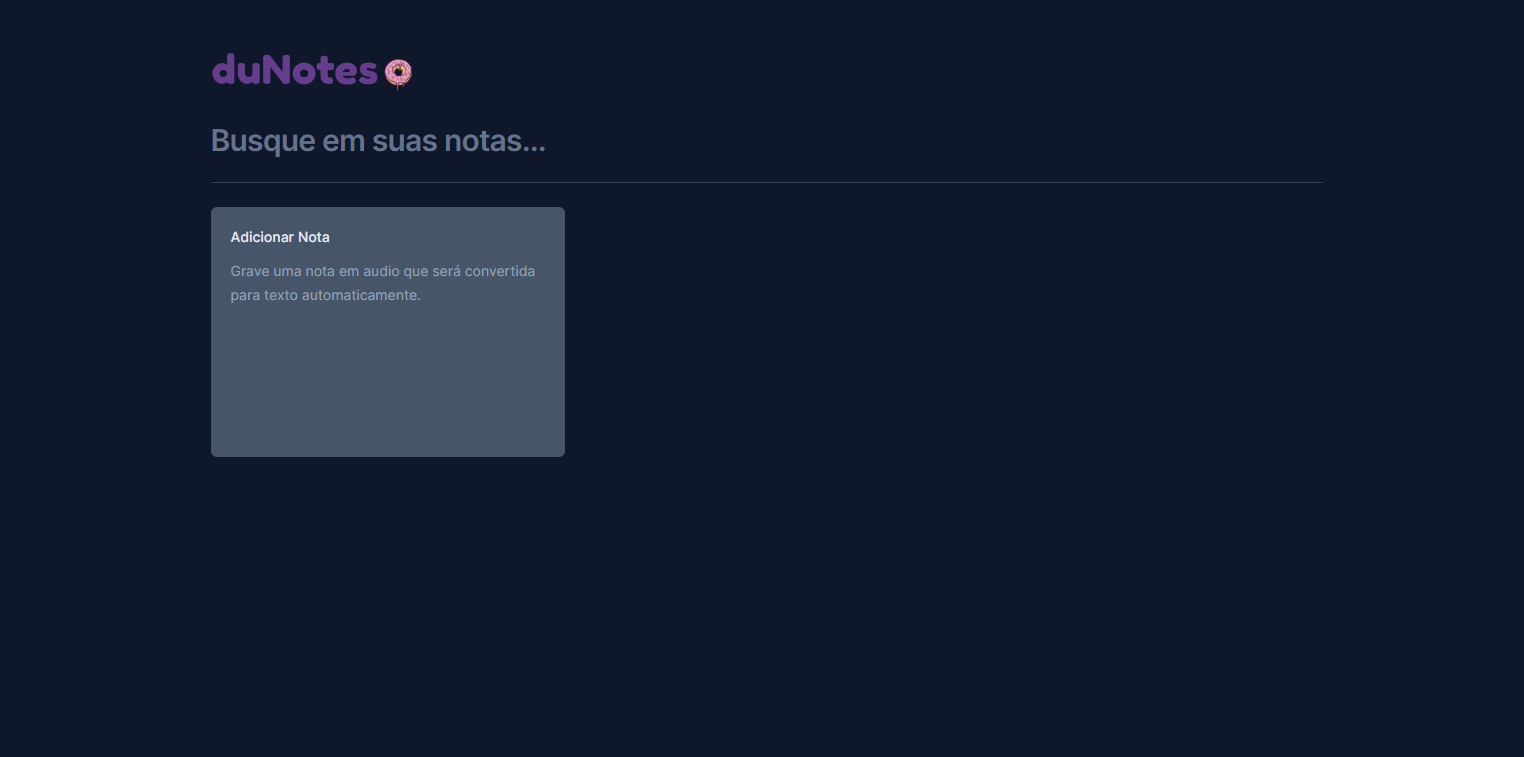 duNotes
Busque em suas notas...
Adicionar Nota
Grave uma nota em audio que será convertida
para texto automaticamente.